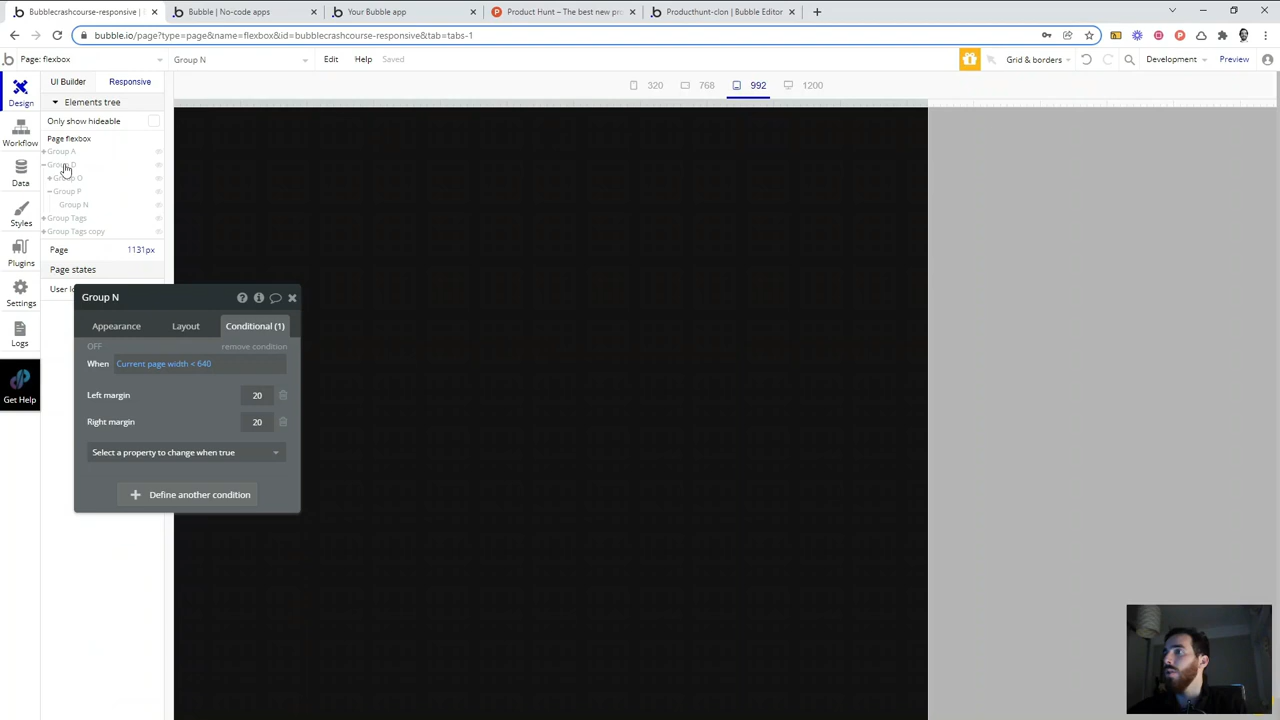 Bubblecrashcourse-responsive |
Bubble | No-code apps
Your Bubble app
Product Hunt – The best new pro
Producthunt-clon | Bubble Editor
bubble.io/page?type=page&name=flexbox&id=bubblecrashcourse-responsive&tab=tabs-1
Page: flexbox
Group N
Edit
Help
Saved
Grid & borders
Development
Preview
Design
Workflow
Data
Styles
Plugins
Settings
Logs
Get Help
UI Builder
Responsive
320
768
992
1200
Elements tree
Only show hideable
Page flexbox
Group A
Group D
Group O
Group P
Group N
Group Tags
Group Tags copy
Page 1131px
Page states
Group N
Appearance
Layout
Conditional (1)
OFF
remove condition
When Current page width < 640
Left margin 20
Right margin 20
Select a property to change when true
Define another condition